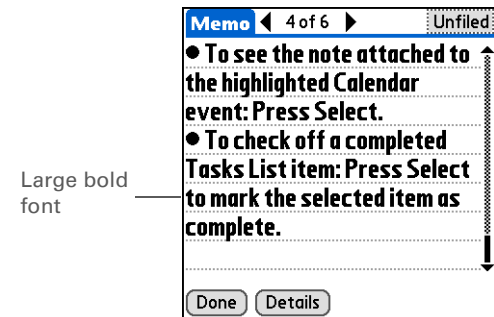 Memo 4 of 6 Unfiled
● To see the note attached to
the highlighted Calendar
event: Press Select.
● To check off a completed
Tasks List item: Press Select
to mark the selected item as
complete.
Large bold
font
Done Details